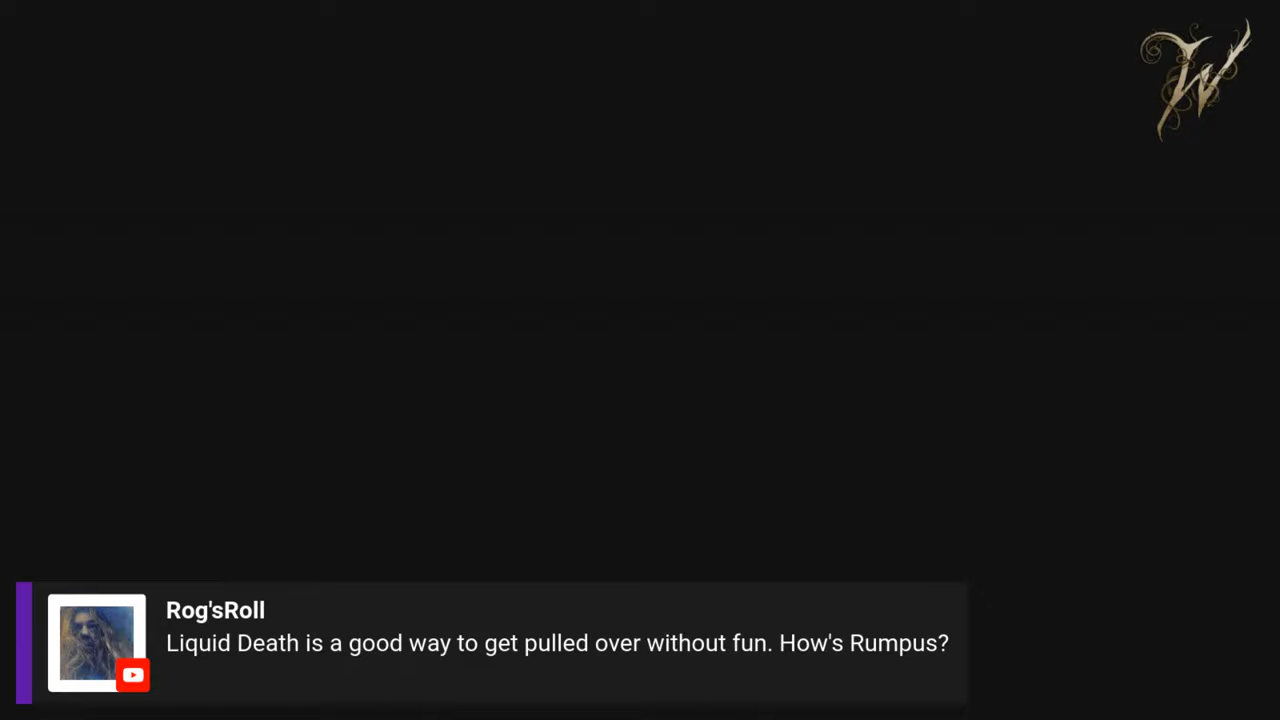 W
Rog'sRoll
Liquid Death is a good way to get pulled over without fun. How's Rumpus?